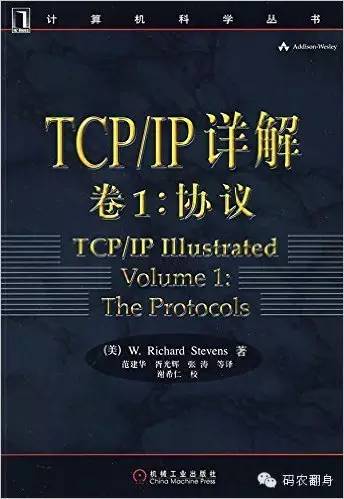 计算机科学丛书
Addison-Wesley
TCP/IP 详解
卷1:协议
TCP/IP Illustrated
Volume 1:
The Protocols
(美) W. Richard Stevens 著
范建华 胥光辉 张涛 等译
谢希仁 校
机械工业出版社
China Machine Press
码农翻身